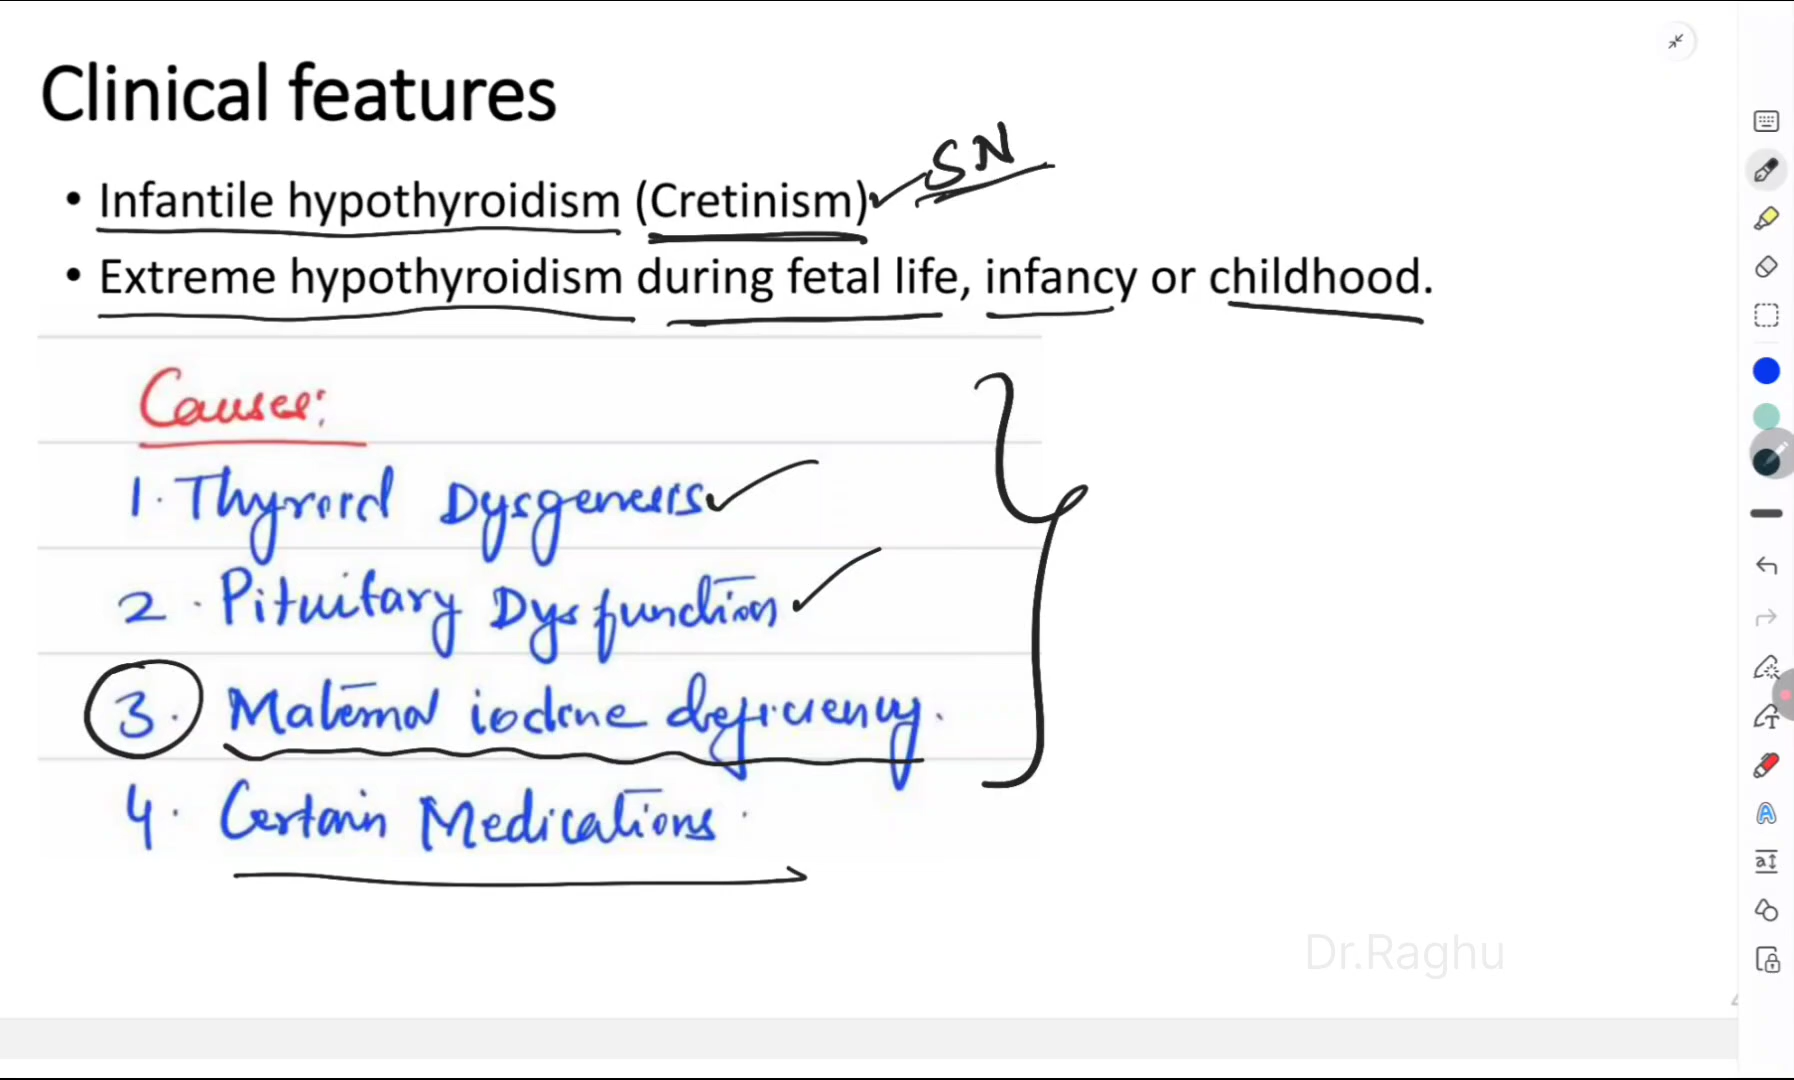 Clinical features
SN
• Infantile hypothyroidism (Cretinism)
• Extreme hypothyroidism during fetal life, infancy or childhood.
Causes:
1. Thyroid Dysgenesis
2. Pituitary Dysfunction
3. Maternal iodine deficiency.
4. Certain Medications.
Dr.Raghu